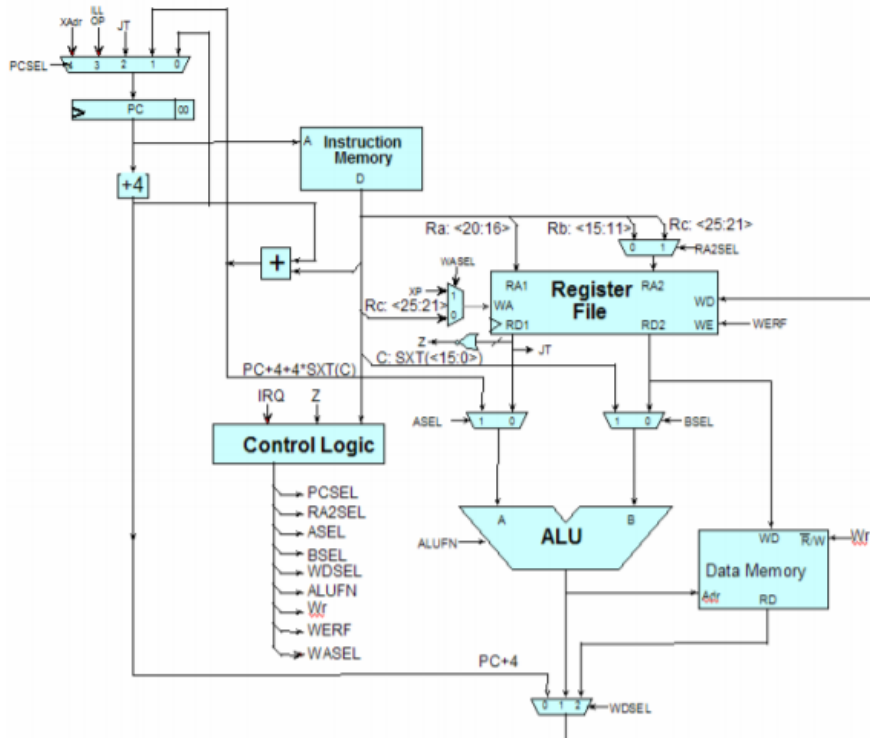 XAdr
ILL
OP
JT
PCSEL
4 3 2 1 0
PC
00
A
Instruction
Memory
D
+4
Ra: <20:16>
Rb: <15:11>
Rc: <25:21>
+
0 1
RA2SEL
WASEL
XP
1
0
Rc: <25:21>
RA1
RA2
WA
Register
File
WD
RD1
RD2
WE
WERF
Z
JT
C: SXT(<15:0>)
PC+4+4*SXT(C)
IRQ
Z
ASEL
1 0
1 0
BSEL
Control Logic
PCSEL
RA2SEL
ASEL
BSEL
WDSEL
ALUFN
Wr
WERF
WASEL
A
B
ALUFN
ALU
WD
R/W
Wr
Data Memory
Adr
RD
PC+4
0 1 2
WDSEL